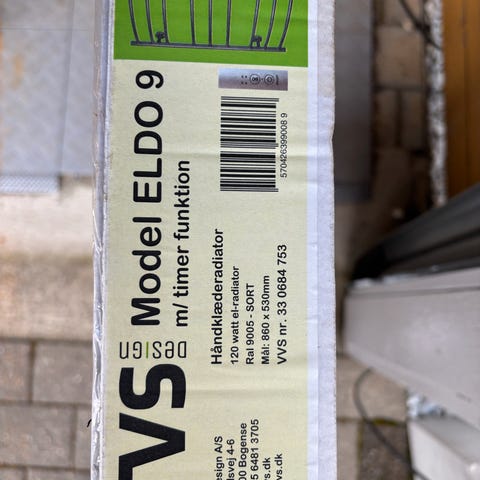 VVS
DESIGN
Model ELDO 9
m/ timer funktion
Håndklæderadiator
120 watt el-radiator
Ral 9005 - SORT
Mål: 860 x 530mm
VVS nr. 33 0684 753
5704263990089
esign A/S
lsvej 4-6
00 Bogense
5 6481 3705
vs.dk
vs.dk